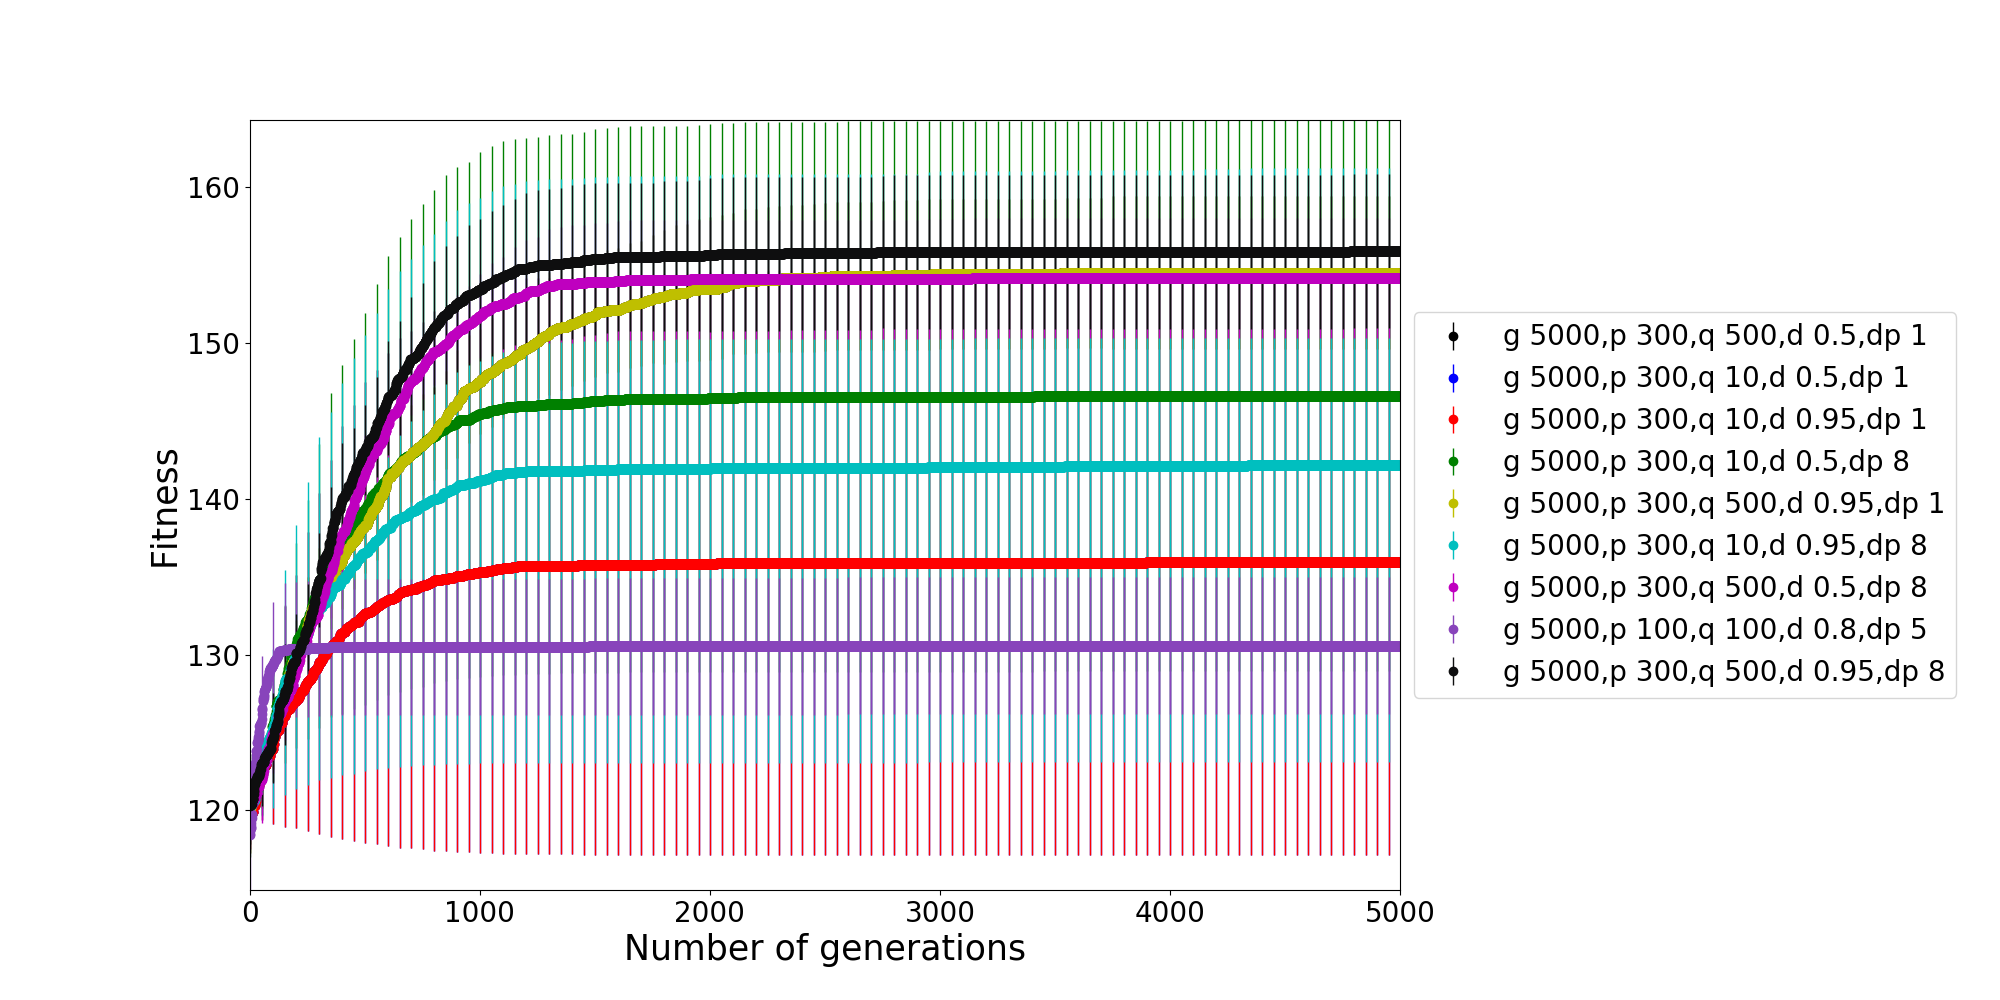 160
150
140
130
120
Fitness
0 1000 2000 3000 4000 5000
Number of generations
g 5000,p 300,q 500,d 0.5,dp 1
g 5000,p 300,q 10,d 0.5,dp 1
g 5000,p 300,q 10,d 0.95,dp 1
g 5000,p 300,q 10,d 0.5,dp 8
g 5000,p 300,q 500,d 0.95,dp 1
g 5000,p 300,q 10,d 0.95,dp 8
g 5000,p 300,q 500,d 0.5,dp 8
g 5000,p 100,q 100,d 0.8,dp 5
g 5000,p 300,q 500,d 0.95,dp 8